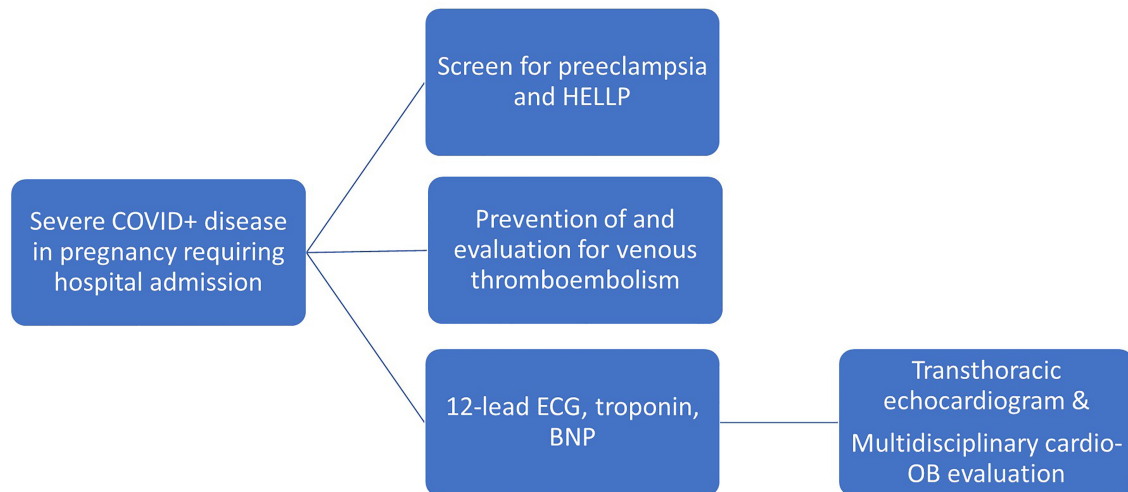 Screen for preeclampsia
and HELLP
Severe COVID+ disease
in pregnancy requiring
hospital admission
Prevention of and
evaluation for venous
thromboembolism
12-lead ECG, troponin,
BNP
Transthoracic
echocardiogram &
Multidisciplinary cardio-
OB evaluation